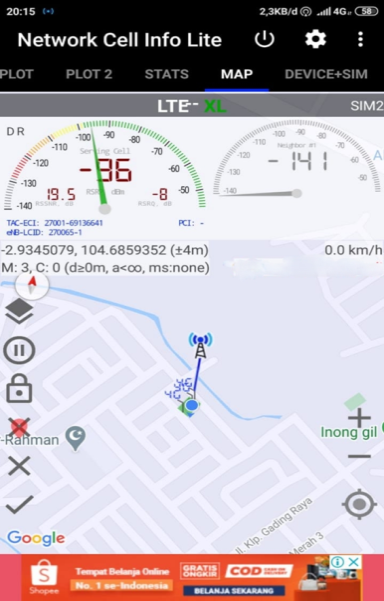 20:15 2,3KB/d 4G 58
Network Cell Info Lite
PLOT PLOT 2 STATS MAP DEVICE+SIM
LTE-- XL SIM2
D R
-140 -130 -120 -110 -100 -90 -80 -70 -60 -50
Serving Cell
-96
19.5 RSRP, dBm -8
RSSNR, dB RSRQ, dB
Neighbor #1
-141
-140 -130 -120 -110 -100 -90 -80 -70 -60 -50
TAC-ECI: 27001-69136641 PCI: -
eNB-LCID: 270065-1
-2.9345079, 104.6859352 (±4m) 0.0 km/h
M: 3, C: 0 (d≥0m, a<∞, ms:none)
-Rahman
Inong gil
Jl. Klp. Gading Raya
Merah 3
Google
Shopee
Tempat Belanja Online
No. 1 se-Indonesia
GRATIS ONGKIR
COD
BELANJA SEKARANG